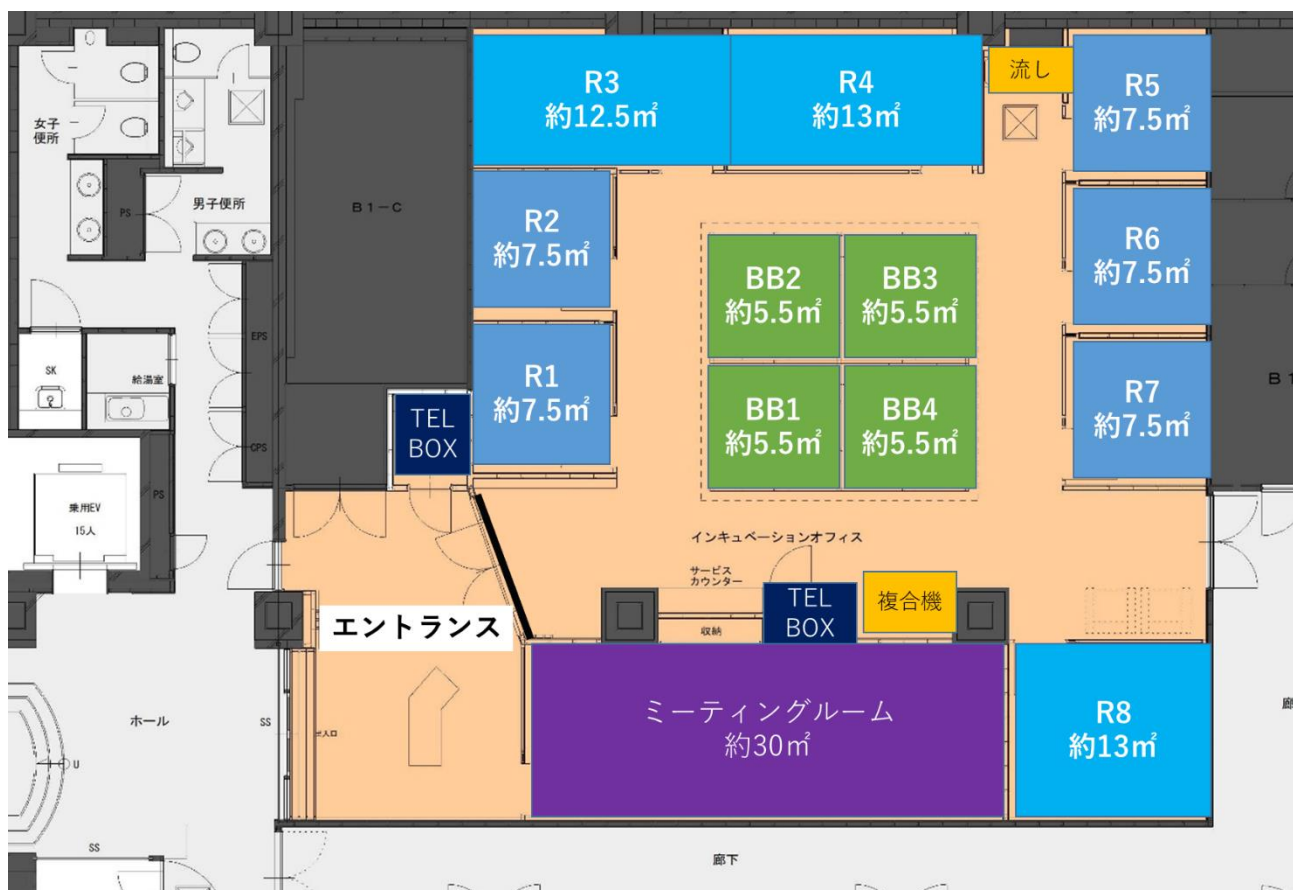 R3
約12.5㎡
R4
約13㎡
流し
R5
約7.5㎡
女子
便所
男子便所
PS
B1-C
R2
約7.5㎡
BB2
約5.5㎡
BB3
約5.5㎡
R6
約7.5㎡
EPS
SK
給湯室
R1
約7.5㎡
BB1
約5.5㎡
BB4
約5.5㎡
R7
約7.5㎡
B1
TEL
BOX
CPS
PS
乗用EV
15人
インキュベーションオフィス
サービス
カウンター
TEL
BOX
複合機
収納
エントランス
ミーティングルーム
約30㎡
R8
約13㎡
ホール
SS
U
SS
廊下
廊